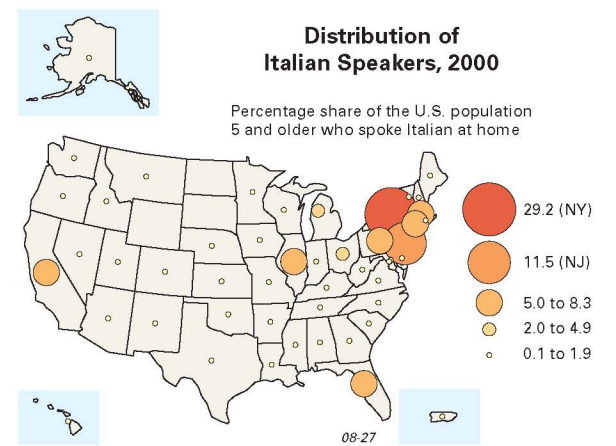 Distribution of
Italian Speakers, 2000
Percentage share of the U.S. population
5 and older who spoke Italian at home
29.2 (NY)
11.5 (NJ)
5.0 to 8.3
2.0 to 4.9
0.1 to 1.9
08-27